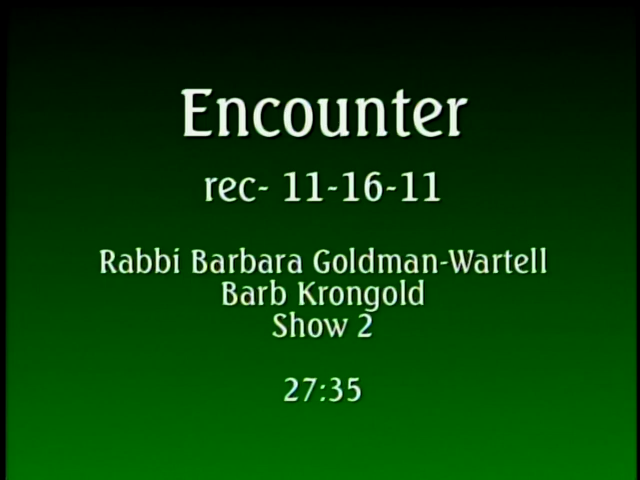 Encounter
rec- 11-16-11
Rabbi Barbara Goldman-Wartell
Barb Krongold
Show 2
27:35